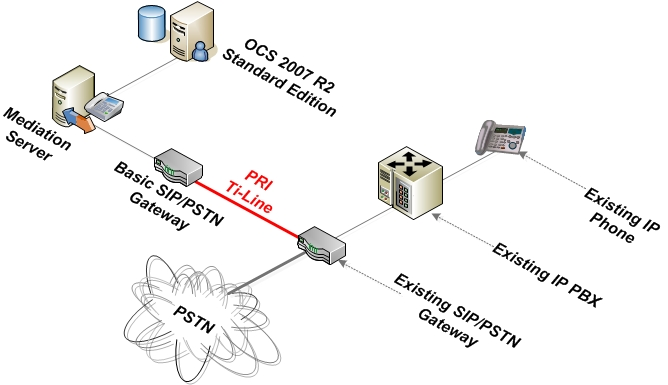 OCS 2007 R2
Standard Edition
Mediation
Server
Basic SIP/PSTN
Gateway
PRI
Ti-Line
Existing IP
Phone
Existing IP PBX
Existing SIP/PSTN
Gateway
PSTN